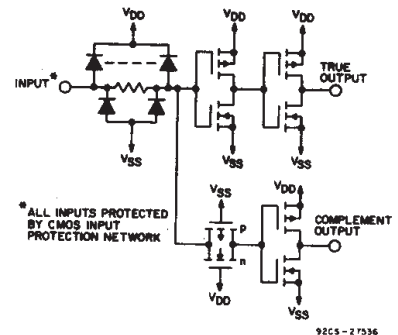 VDD
VDD
VDD
INPUT*
TRUE
OUTPUT
VSS
VSS
VSS
*ALL INPUTS PROTECTED
BY CMOS INPUT
PROTECTION NETWORK
VSS
VDD
p
n
COMPLEMENT
OUTPUT
VDD
VSS
92CS-27536